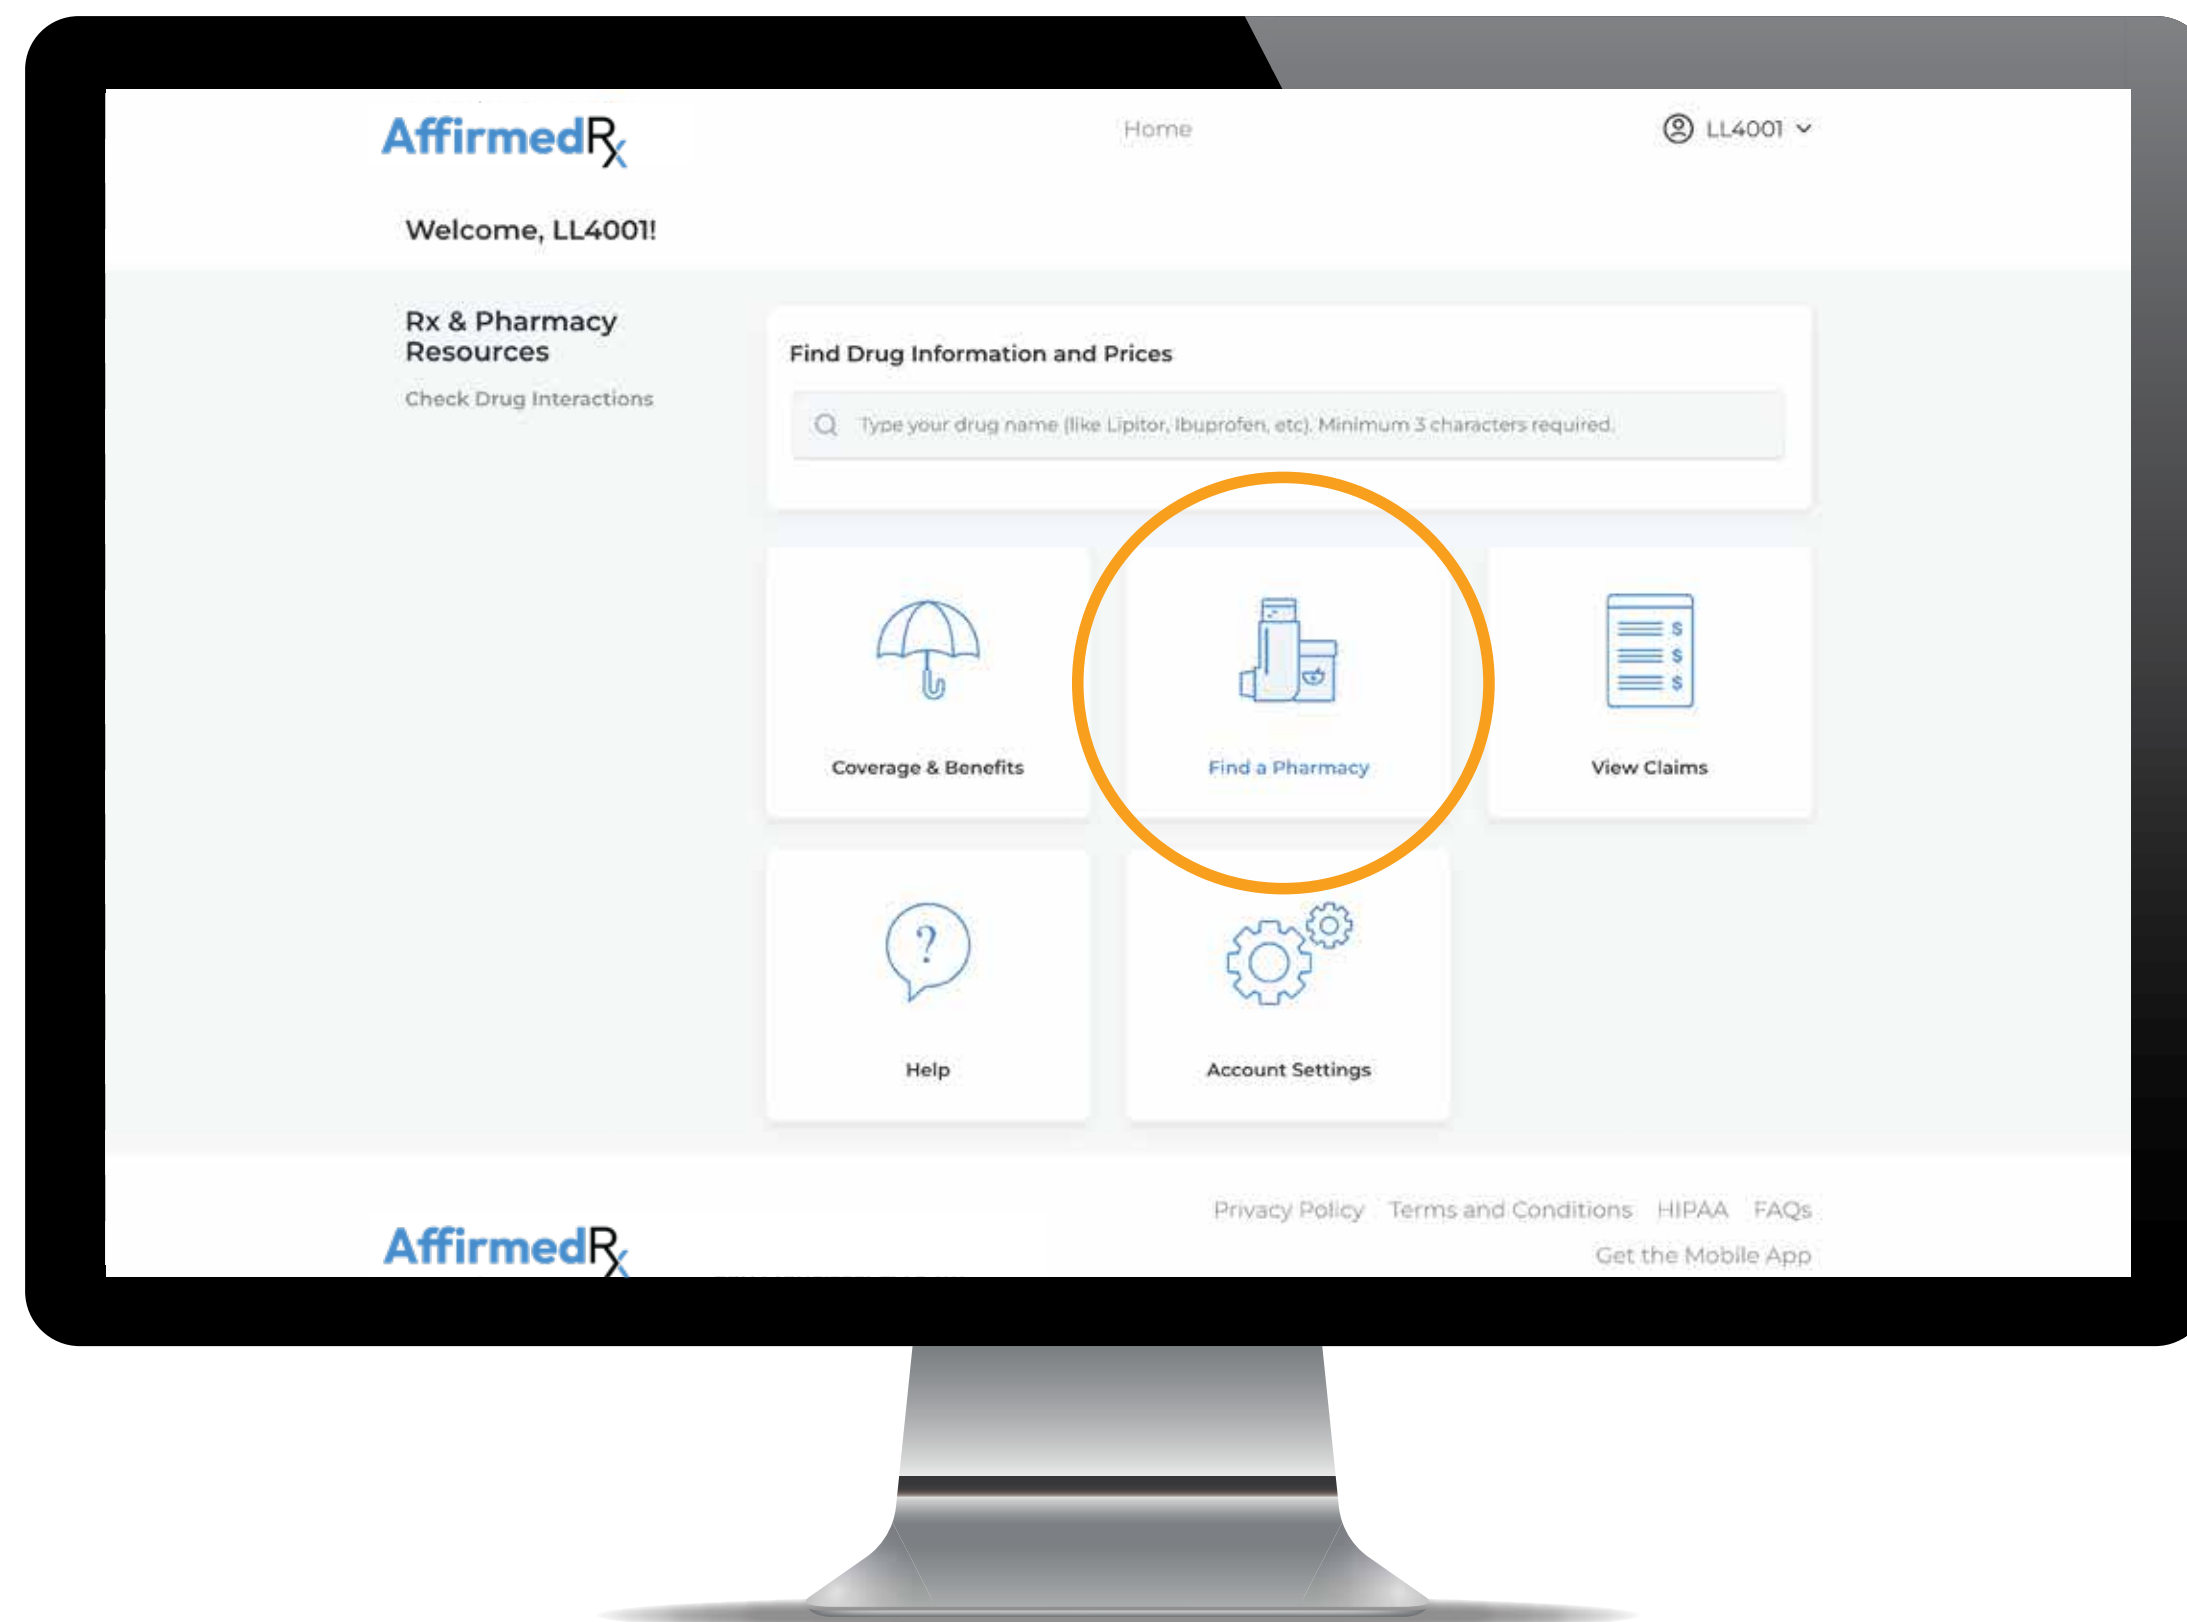 AffirmedRx
Home
LL4001
Welcome, LL4001!
Rx & Pharmacy
Resources
Check Drug Interactions
Find Drug Information and Prices
Type your drug name (like Lipitor, Ibuprofen, etc). Minimum 3 characters required.
Coverage & Benefits
Find a Pharmacy
$
$
$
View Claims
?
Help
Account Settings
Privacy Policy Terms and Conditions HIPAA FAQs
AffirmedRx
Get the Mobile App